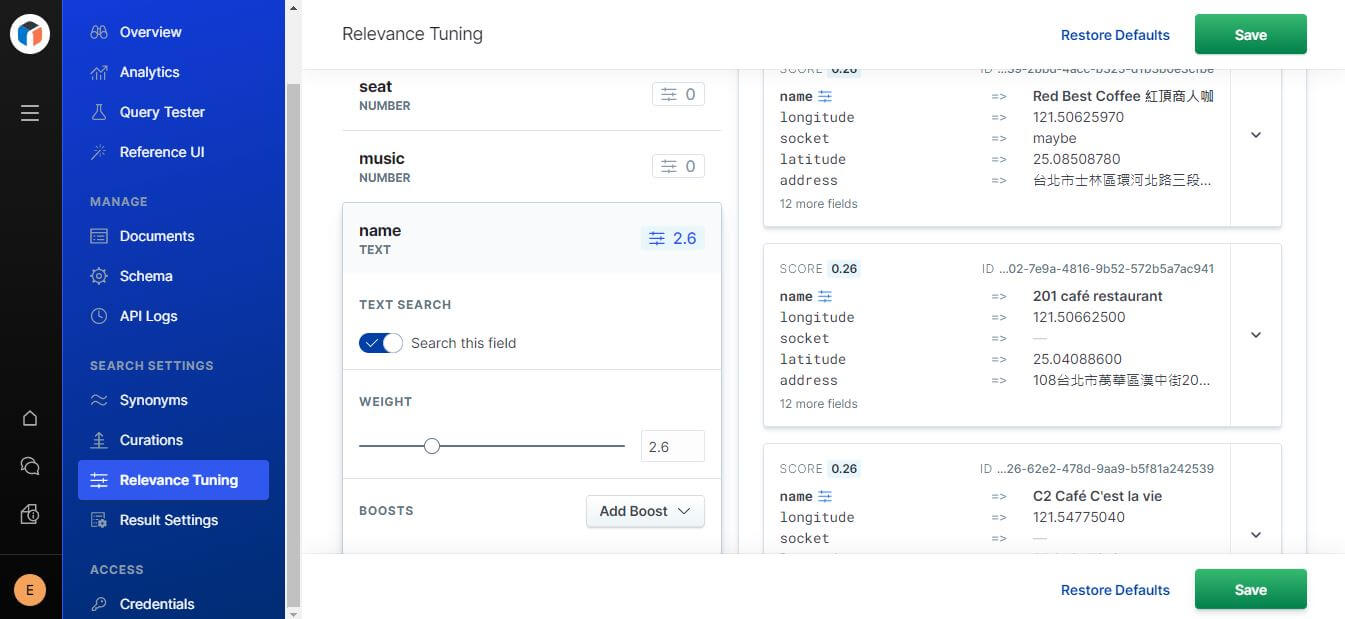 Relevance Tuning
Restore Defaults
Save
Overview
Analytics
Query Tester
Reference UI
MANAGE
Documents
Schema
API Logs
SEARCH SETTINGS
Synonyms
Curations
Relevance Tuning
Result Settings
ACCESS
Credentials
E
seat
NUMBER
0
music
NUMBER
0
name
TEXT
2.6
TEXT SEARCH
Search this field
WEIGHT
2.6
BOOSTS
Add Boost
SCORE 0.26
name => Red Best Coffee 紅頂商人咖
longitude => 121.50625970
socket => maybe
latitude => 25.08508780
address => 台北市士林區環河北路三段...
12 more fields
SCORE 0.26 ID ...02-7e9a-4816-9b52-572b5a7ac941
name => 201 café restaurant
longitude => 121.50662500
socket => —
latitude => 25.04088600
address => 108台北市萬華區漢中街20...
12 more fields
SCORE 0.26 ID ...26-62e2-478d-9aa9-b5f81a242539
name => C2 Café C'est la vie
longitude => 121.54775040
socket => —
Restore Defaults
Save